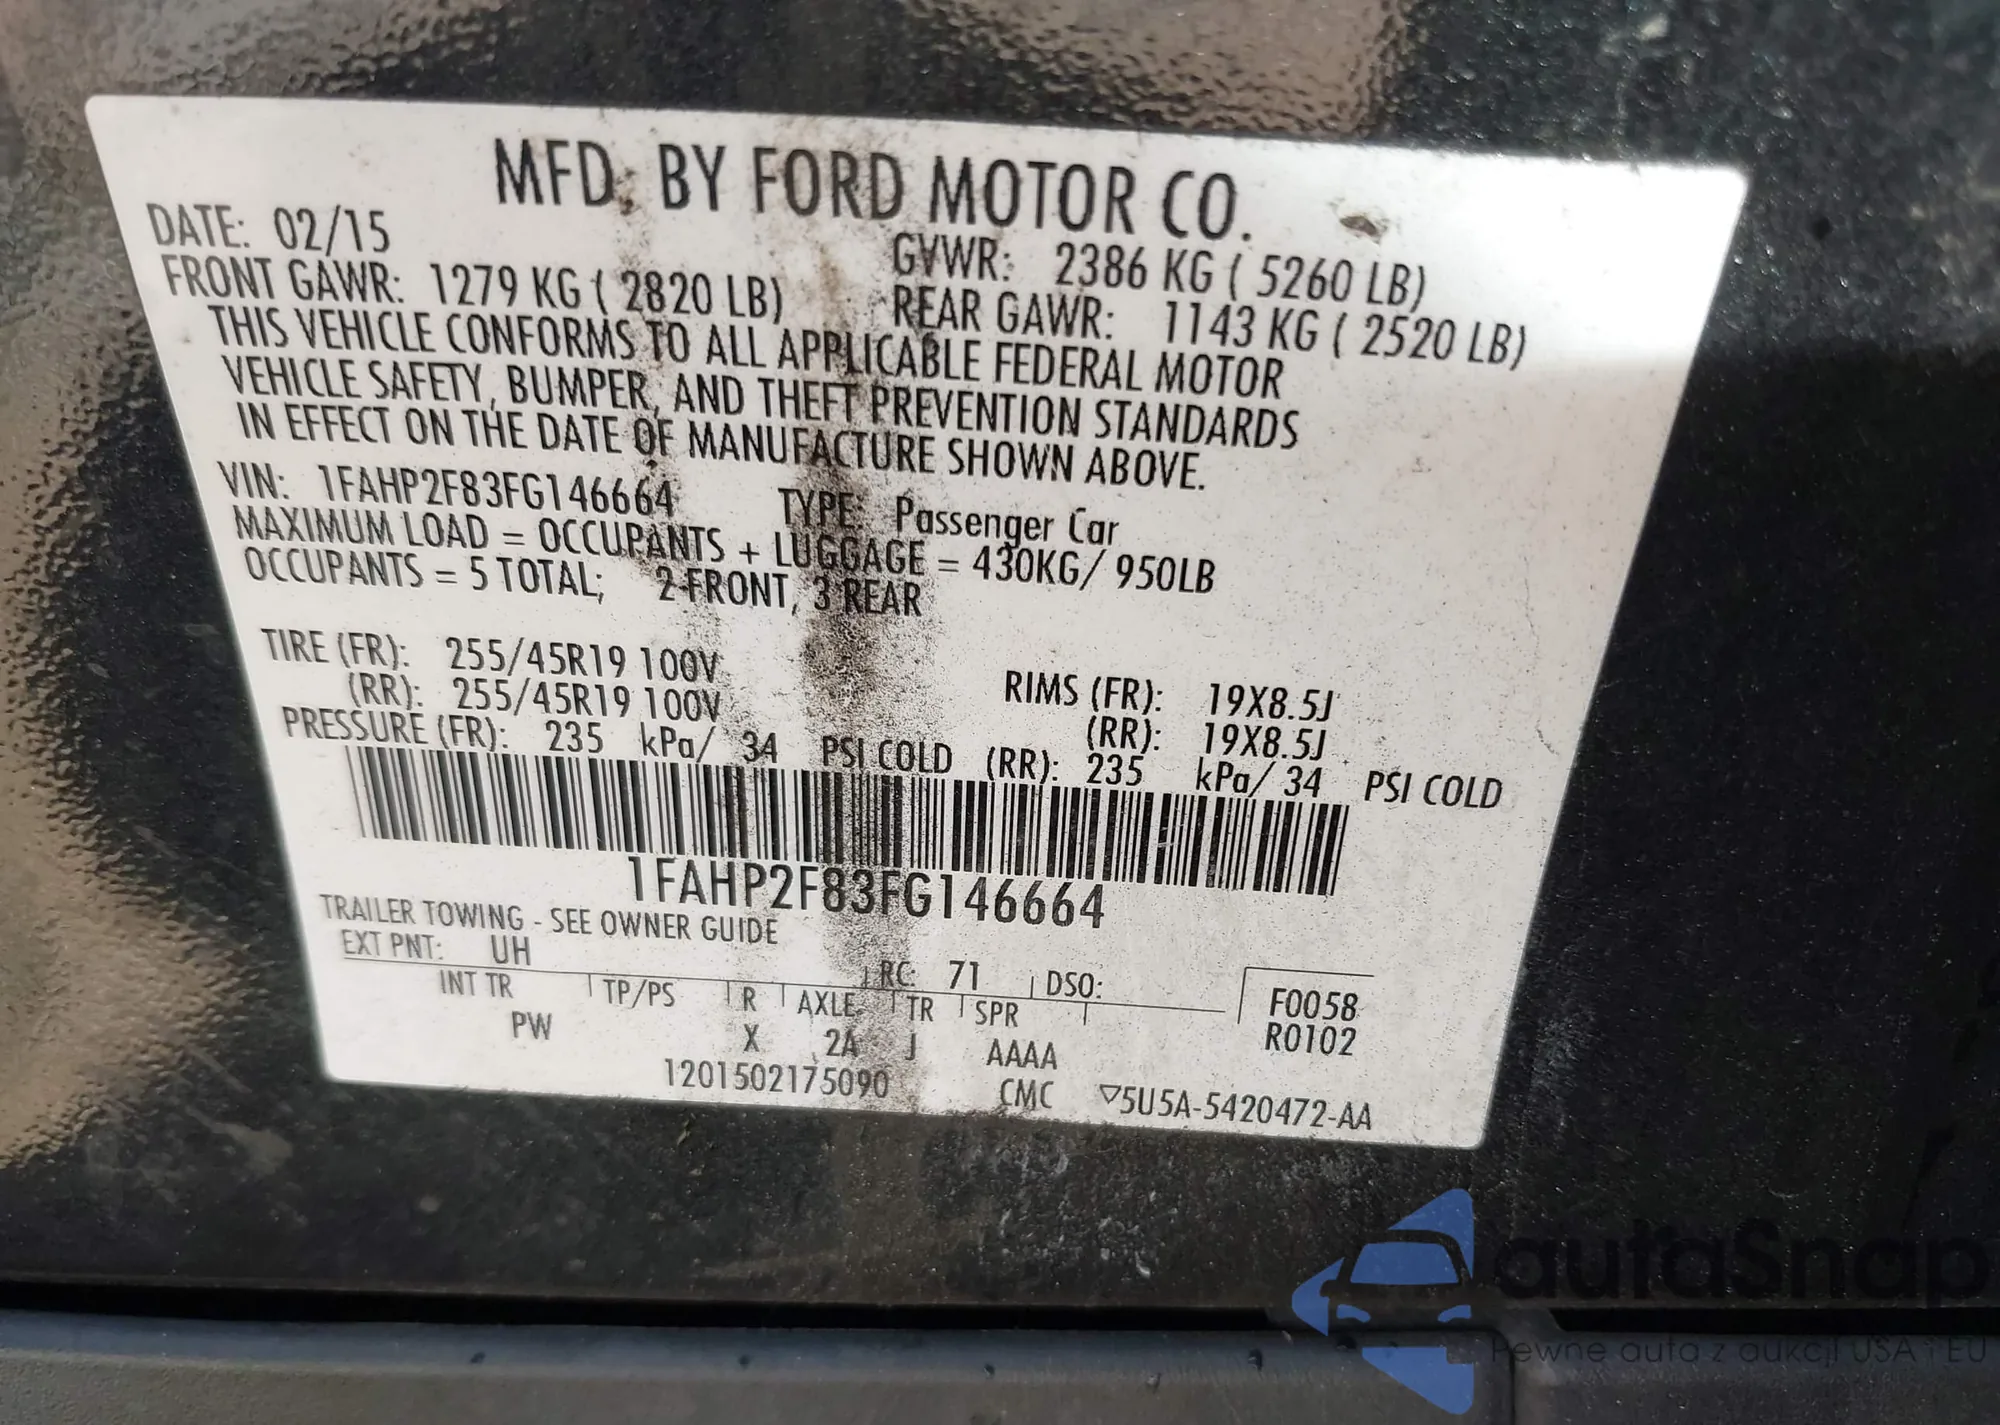 MFD. BY FORD MOTOR CO.
DATE: 02/15 GVWR: 2386 KG ( 5260 LB)
FRONT GAWR: 1279 KG ( 2820 LB) REAR GAWR: 1143 KG ( 2520 LB)
THIS VEHICLE CONFORMS TO ALL APPLICABLE FEDERAL MOTOR
VEHICLE SAFETY, BUMPER, AND THEFT PREVENTION STANDARDS
IN EFFECT ON THE DATE OF MANUFACTURE SHOWN ABOVE.
VIN: 1FAHP2F83FG146664 TYPE: Passenger Car
MAXIMUM LOAD = OCCUPANTS + LUGGAGE = 430KG/ 950LB
OCCUPANTS = 5 TOTAL; 2-FRONT, 3 REAR
TIRE (FR): 255/45R19 100V RIMS (FR): 19X8.5J
(RR): 255/45R19 100V (RR): 19X8.5J
PRESSURE (FR): 235 kPa/ 34 PSI COLD (RR): 235 kPa/ 34 PSI COLD
1FAHP2F83FG146664
TRAILER TOWING - SEE OWNER GUIDE
EXT PNT: UH RC: 71 DSO: F0058
INT TR TP/PS R AXLE TR SPR R0102
PW X 2A J AAAA
1201502175090 CMC ▽5U5A-5420472-AA
autaSnap
Pewne auta z aukcji USA i EU